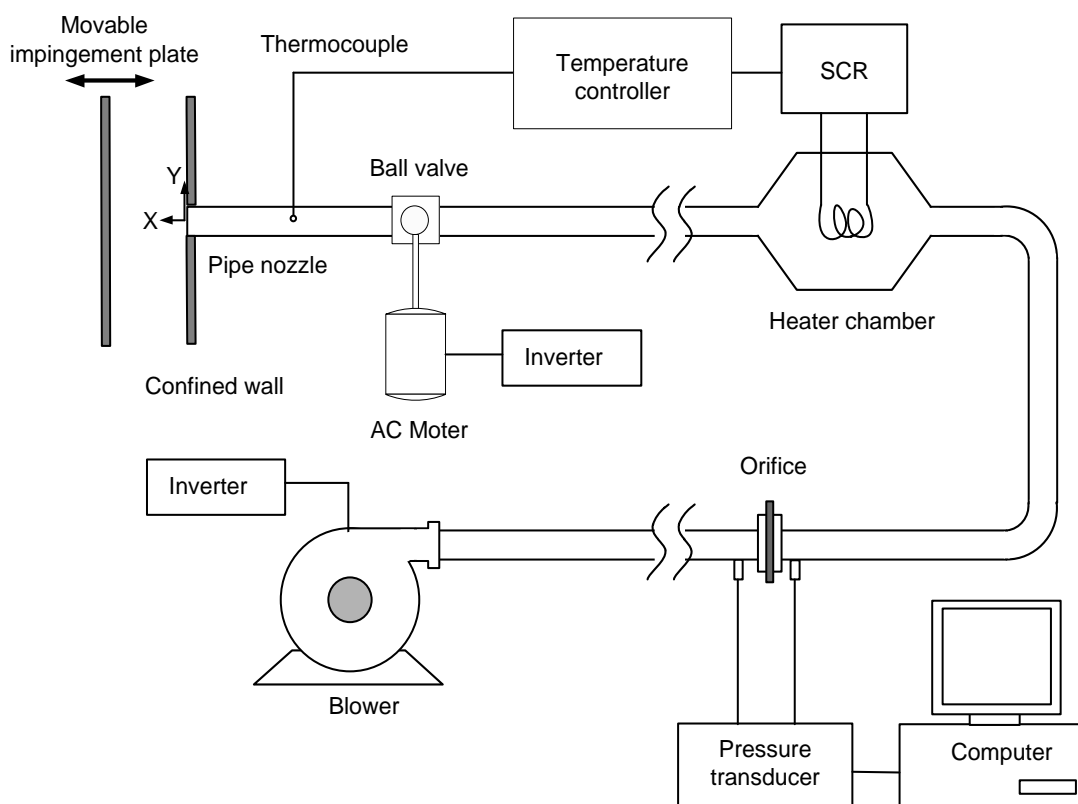 Movable
impingement plate
Thermocouple
Temperature
controller
SCR
Y
X
Ball valve
Pipe nozzle
Heater chamber
Inverter
Confined wall
AC Moter
Orifice
Inverter
Blower
Pressure
transducer
Computer